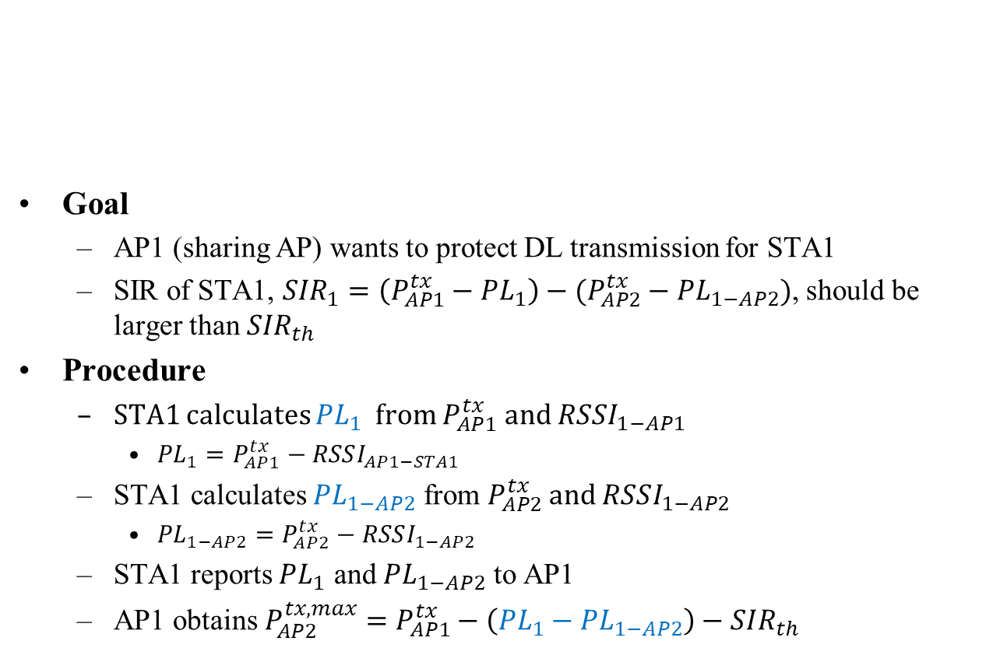 • Goal
– AP1 (sharing AP) wants to protect DL transmission for STA1
– SIR of STA1, $SIR_1 = (P_{AP1}^{tx} - PL_1) - (P_{AP2}^{tx} - PL_{1-AP2})$, should be
larger than $SIR_{th}$
• Procedure
– STA1 calculates $PL_1$ from $P_{AP1}^{tx}$ and $RSSI_{1-AP1}$
• $PL_1 = P_{AP1}^{tx} - RSSI_{AP1-STA1}$
– STA1 calculates $PL_{1-AP2}$ from $P_{AP2}^{tx}$ and $RSSI_{1-AP2}$
• $PL_{1-AP2} = P_{AP2}^{tx} - RSSI_{1-AP2}$
– STA1 reports $PL_1$ and $PL_{1-AP2}$ to AP1
– AP1 obtains $P_{AP2}^{tx,max} = P_{AP1}^{tx} - (PL_1 - PL_{1-AP2}) - SIR_{th}$